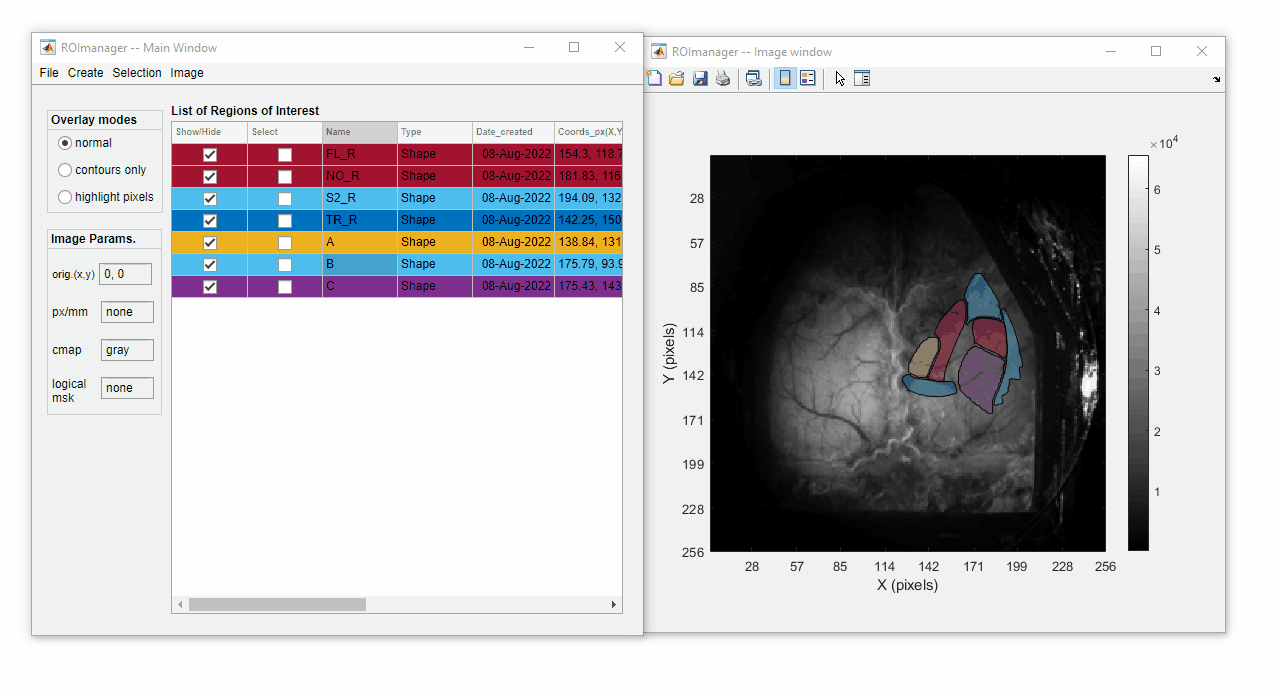 ROImanager -- Main Window
File Create Selection Image
Overlay modes
normal
contours only
highlight pixels
Image Params.
orig.(x,y) 0, 0
px/mm none
cmap gray
logical
msk none
List of Regions of Interest
Show/Hide Select Name Type Date_created Coords_px(X,Y
FL_R Shape 08-Aug-2022 154.3, 118.7
NO_R Shape 08-Aug-2022 181.83, 116
S2_R Shape 08-Aug-2022 194.09, 132
TR_R Shape 08-Aug-2022 142.25, 150
A Shape 08-Aug-2022 138.84, 131
B Shape 08-Aug-2022 175.79, 93.9
C Shape 08-Aug-2022 175.43, 143
ROImanager -- Image window
×10⁴
28
57
85
114
142
171
199
228
256
Y (pixels)
28 57 85 114 142 171 199 228 256
X (pixels)
6
5
4
3
2
1